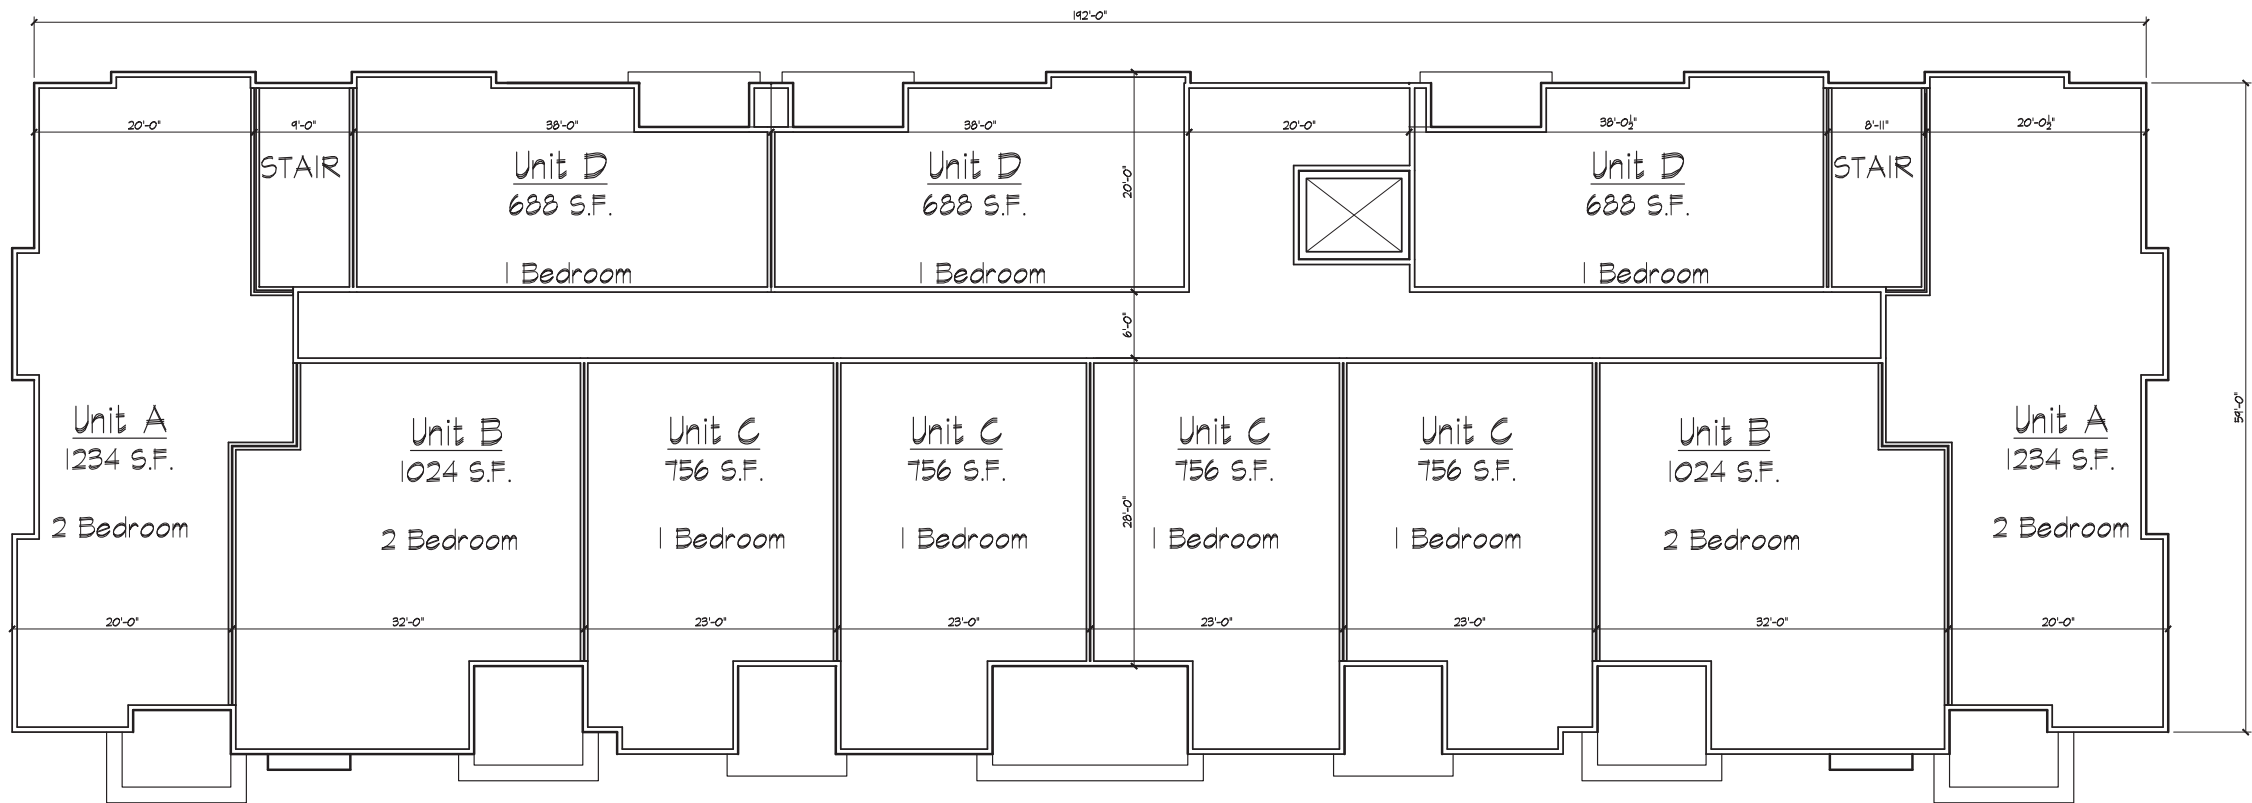 192'-0"
20'-0"
9'-0"
38'-0"
38'-0"
20'-0"
38'-0½"
8'-11"
20'-0½"
STAIR
Unit D
688 S.F.
1 Bedroom
Unit D
688 S.F.
1 Bedroom
20'-0"
Unit D
688 S.F.
1 Bedroom
STAIR
6'-0"
59'-0"
Unit A
1234 S.F.
2 Bedroom
Unit B
1024 S.F.
2 Bedroom
Unit C
756 S.F.
1 Bedroom
Unit C
756 S.F.
1 Bedroom
28'-0"
Unit C
756 S.F.
1 Bedroom
Unit C
756 S.F.
1 Bedroom
Unit B
1024 S.F.
2 Bedroom
Unit A
1234 S.F.
2 Bedroom
20'-0"
32'-0"
23'-0"
23'-0"
23'-0"
23'-0"
32'-0"
20'-0"